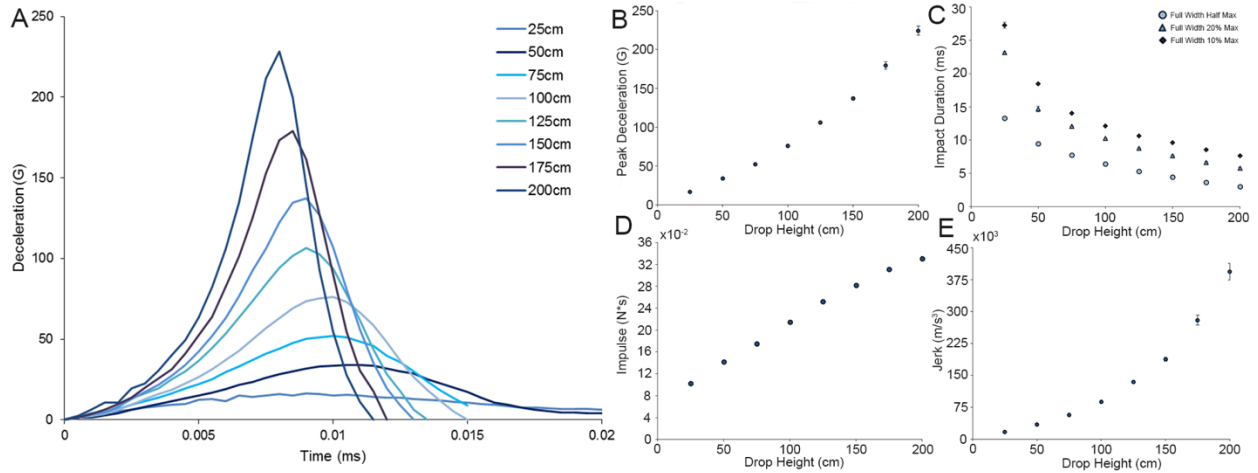 A
Deceleration (G)
250
200
150
100
50
0
0
0.005
0.01
0.015
0.02
Time (ms)
25cm
50cm
75cm
100cm
125cm
150cm
175cm
200cm
B
Peak Deceleration (G)
250
200
150
100
50
0
0
50
100
150
200
Drop Height (cm)
C
Impact Duration (ms)
30
25
20
15
10
5
0
0
50
100
150
200
Drop Height (cm)
Full Width Half Max
Full Width 20% Max
Full Width 10% Max
D
x10⁻²
Impulse (N*s)
36
32
28
24
20
16
12
8
4
0
0
50
100
150
200
Drop Height (cm)
E
x10³
Jerk (m/s³)
450
375
300
225
150
75
0
0
50
100
150
200
Drop Height (cm)